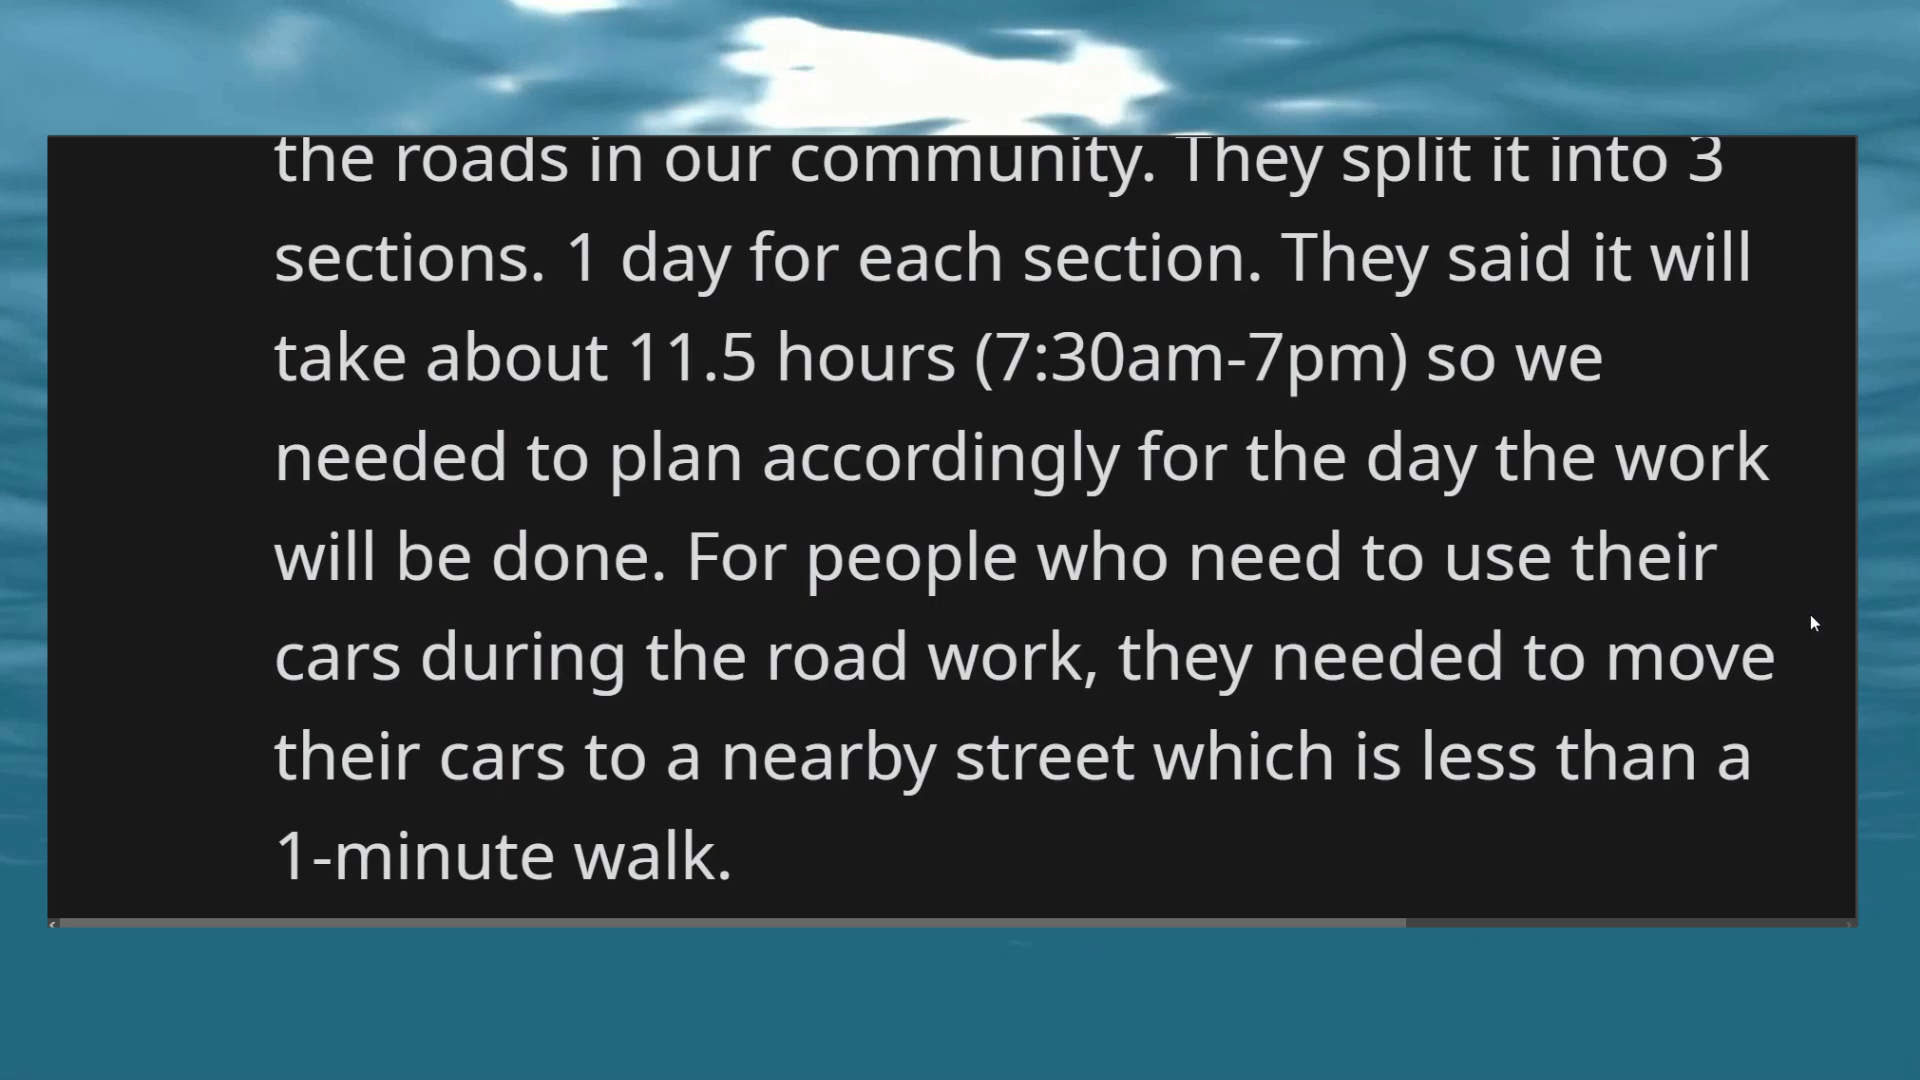 the roads in our community. They split it into 3
sections. 1 day for each section. They said it will
take about 11.5 hours (7:30am-7pm) so we
needed to plan accordingly for the day the work
will be done. For people who need to use their
cars during the road work, they needed to move
their cars to a nearby street which is less than a
1-minute walk.